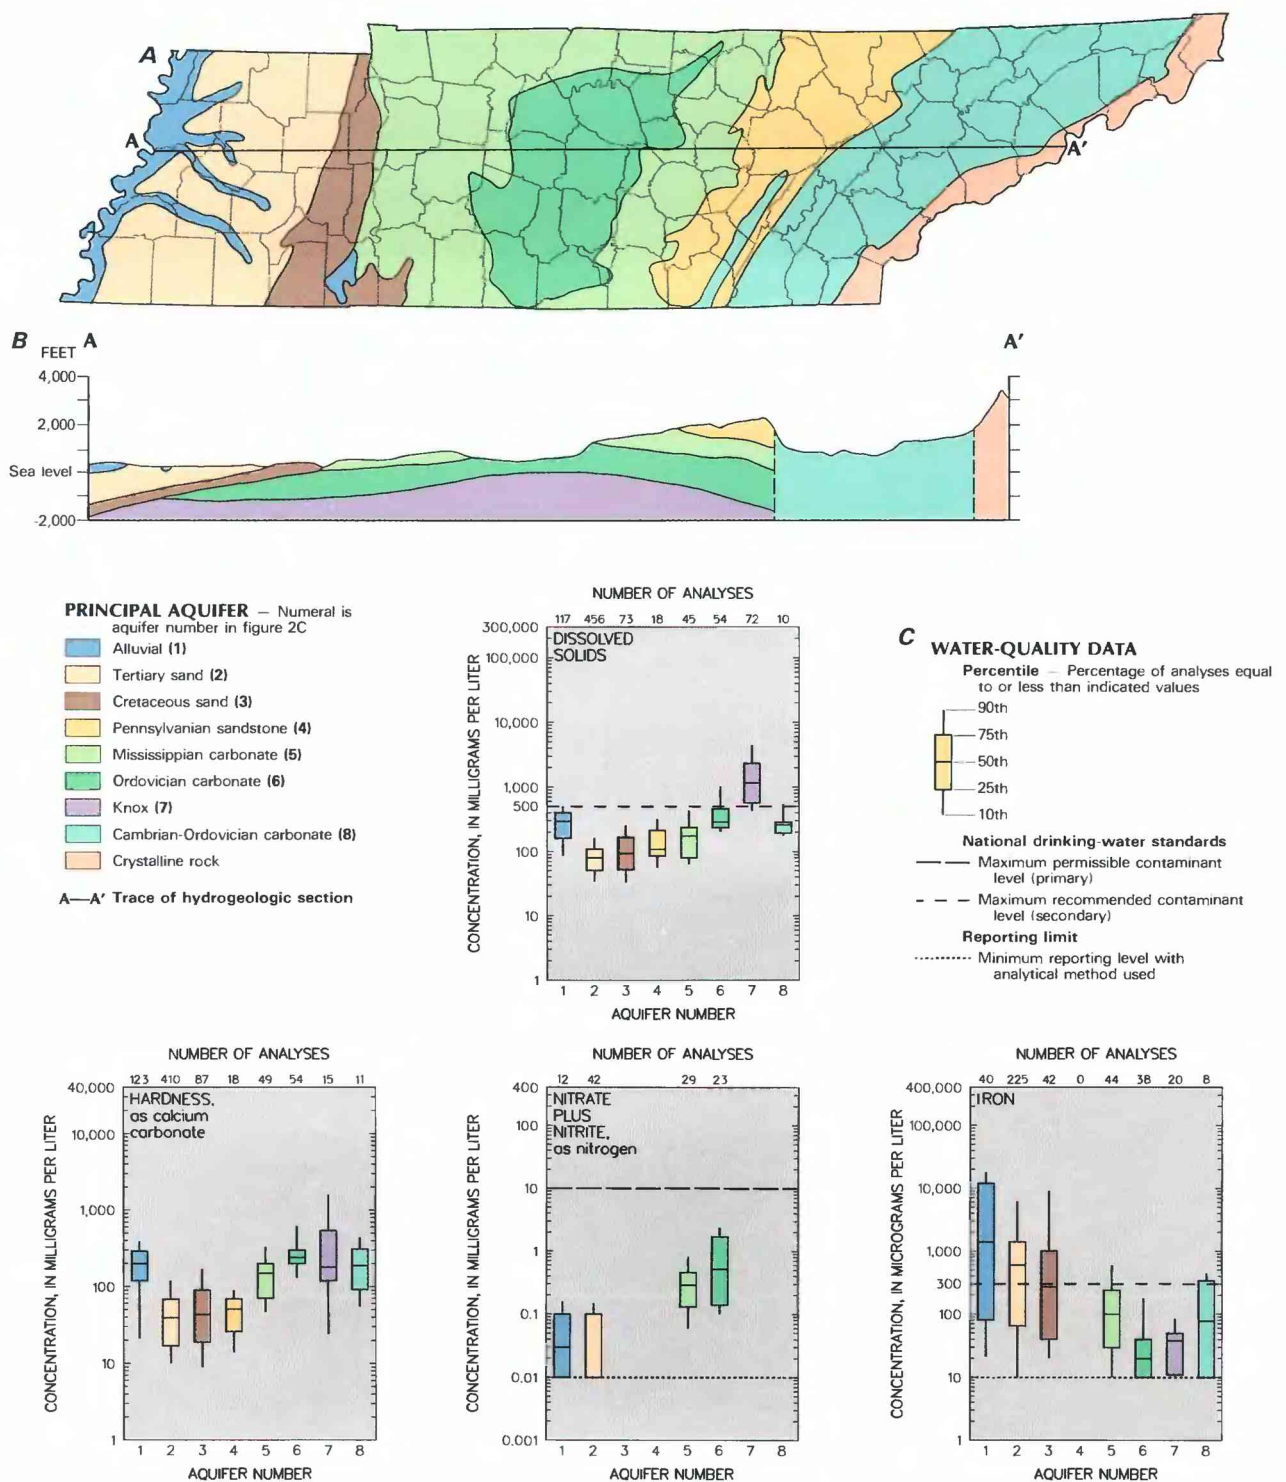 A
A
A'
B
FEET
A
A'
4,000
2,000
Sea level
-2,000
PRINCIPAL AQUIFER — Numeral is
aquifer number in figure 2C
Alluvial (1)
Tertiary sand (2)
Cretaceous sand (3)
Pennsylvanian sandstone (4)
Mississippian carbonate (5)
Ordovician carbonate (6)
Knox (7)
Cambrian-Ordovician carbonate (8)
Crystalline rock
A—A' Trace of hydrogeologic section
NUMBER OF ANALYSES
117 456 73 18 45 54 72 10
DISSOLVED
SOLIDS
CONCENTRATION, IN MILLIGRAMS PER LITER
300,000
100,000
10,000
1,000
500
100
10
1
1 2 3 4 5 6 7 8
AQUIFER NUMBER
C
WATER-QUALITY DATA
Percentile — Percentage of analyses equal
to or less than indicated values
90th
75th
50th
25th
10th
National drinking-water standards
Maximum permissible contaminant
level (primary)
Maximum recommended contaminant
level (secondary)
Reporting limit
Minimum reporting level with
analytical method used
NUMBER OF ANALYSES
123 410 87 18 49 54 15 11
HARDNESS,
as calcium
carbonate
CONCENTRATION, IN MILLIGRAMS PER LITER
40,000
10,000
1,000
100
10
1
1 2 3 4 5 6 7 8
AQUIFER NUMBER
NUMBER OF ANALYSES
12 42 29 23
NITRATE
PLUS
NITRITE,
as nitrogen
CONCENTRATION, IN MILLIGRAMS PER LITER
400
100
10
1
0.1
0.01
0.001
1 2 3 4 5 6 7 8
AQUIFER NUMBER
NUMBER OF ANALYSES
40 225 42 0 44 38 20 8
IRON
CONCENTRATION, IN MICROGRAMS PER LITER
400,000
100,000
10,000
1,000
300
100
10
1
1 2 3 4 5 6 7 8
AQUIFER NUMBER